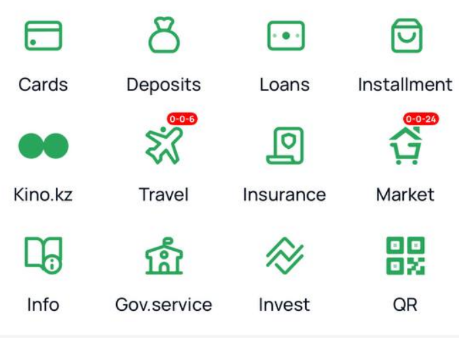 Cards Deposits Loans Installment
0-0-6 0-0-24
Kino.kz Travel Insurance Market
Info Gov.service Invest QR